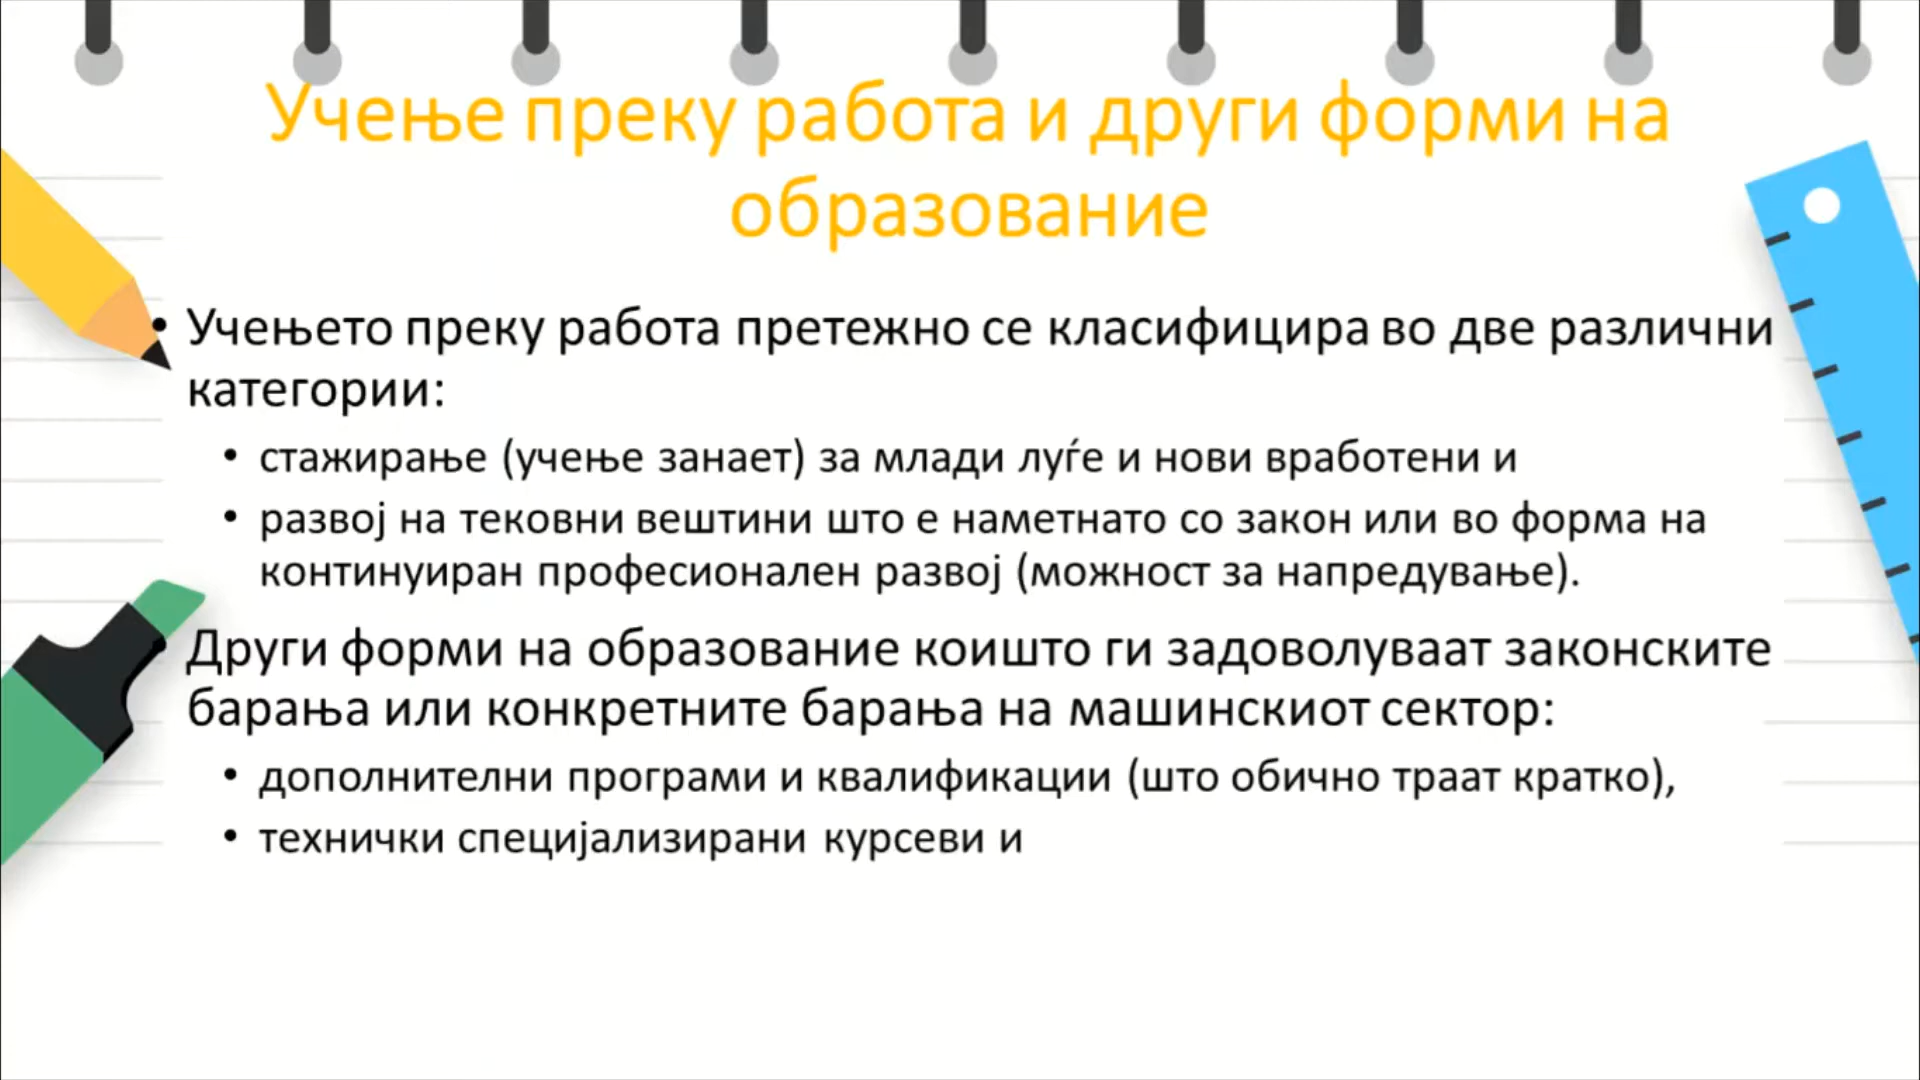 Учење преку работа и други форми на
образование
• Учењето преку работа претежно се класифицира во две различни
категории:
• стажирање (учење занает) за млади луѓе и нови вработени и
• развој на тековни вештини што е наметнато со закон или во форма на
континуиран професионален развој (можност за напредување).
• Други форми на образование коишто ги задоволуваат законските
барања или конкретните барања на машинскиот сектор:
• дополнителни програми и квалификации (што обично траат кратко),
• технички специјализирани курсеви и